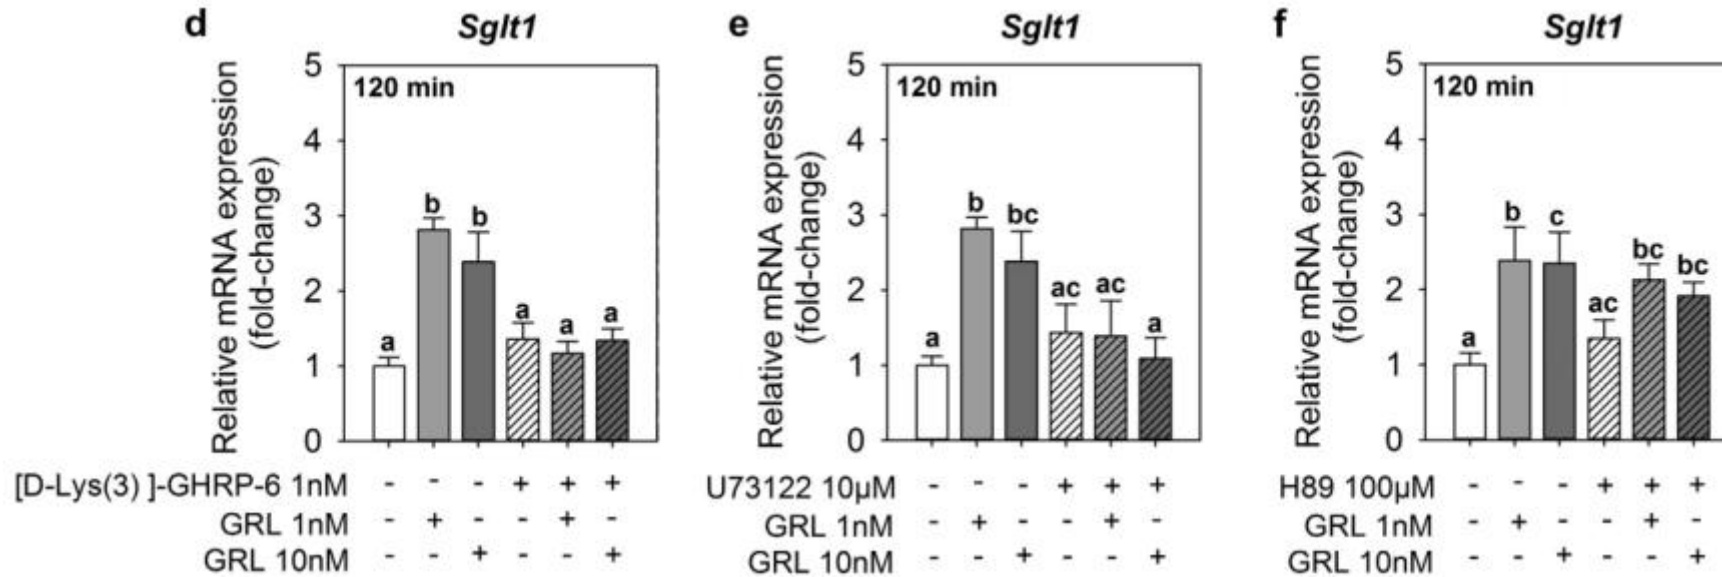 d Sglt1
Relative mRNA expression
(fold-change)
5
4
3
2
1
0
120 min
a b b a a a
[D-Lys(3) ]-GHRP-6 1nM - - - + + +
GRL 1nM - + - - + -
GRL 10nM - - + - - +
e Sglt1
Relative mRNA expression
(fold-change)
5
4
3
2
1
0
120 min
a b bc ac ac a
U73122 10µM - - - + + +
GRL 1nM - + - - + -
GRL 10nM - - + - - +
f Sglt1
Relative mRNA expression
(fold-change)
5
4
3
2
1
0
120 min
a b c ac bc bc
H89 100µM - - - + + +
GRL 1nM - + - - + -
GRL 10nM - - + - - +